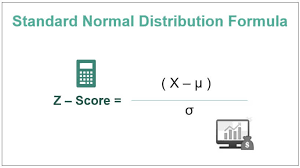 Standard Normal Distribution Formula
Z – Score =
( X – μ )
σ